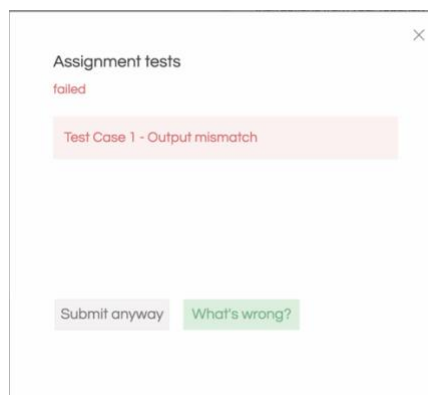 Assignment tests
failed
Test Case 1 - Output mismatch
Submit anyway
What's wrong?